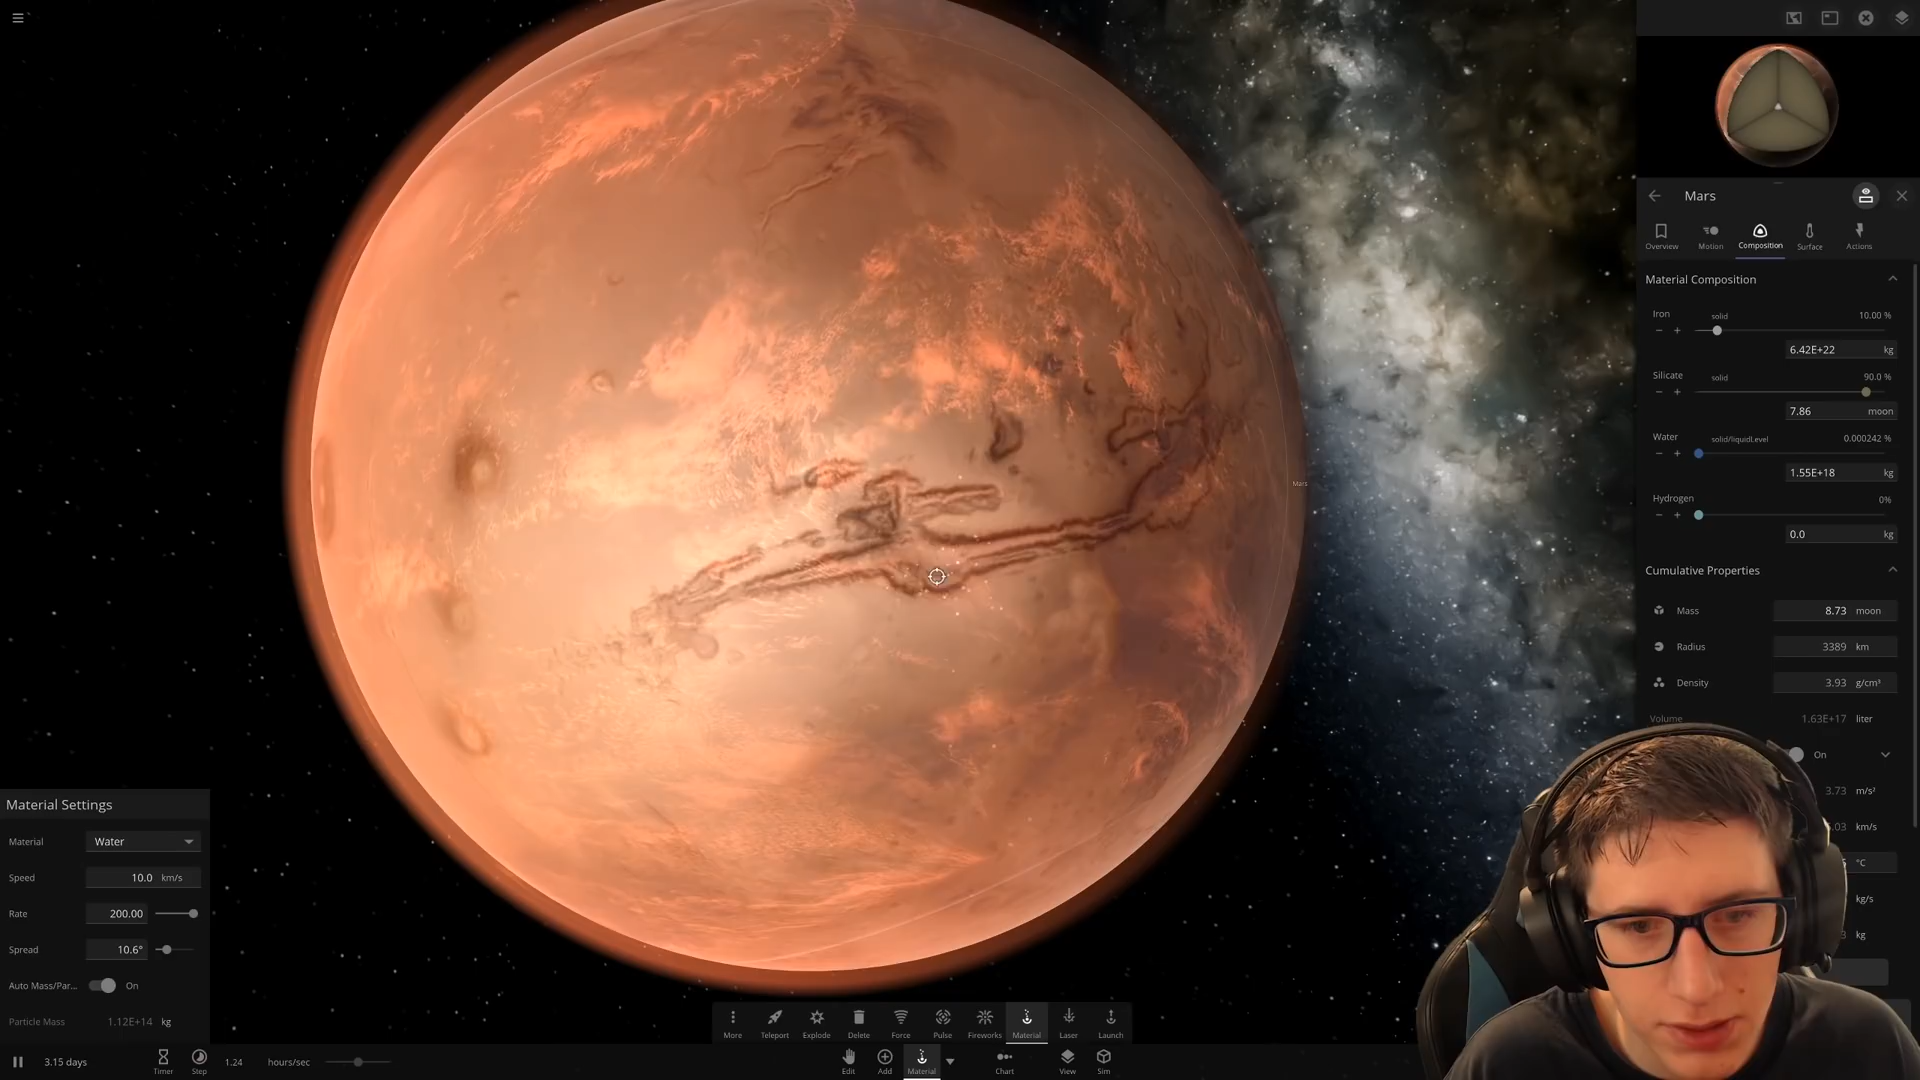 Mars
Mars
Overview
Motion
Composition
Surface
Actions
Material Composition
Iron solid 10.00 %
6.42E+22 kg
Silicate solid 90.0 %
7.86 moon
Water solid/liquidLevel 0.000242 %
1.55E+18 kg
Hydrogen 0%
0.0 kg
Cumulative Properties
Mass 8.73 moon
Radius 3389 km
Density 3.93 g/cm³
Volume 1.63E+17 liter
On
3.73 m/s²
.03 km/s
°C
kg/s
kg
Material Settings
Material Water
Speed 10.0 km/s
Rate 200.00
Spread 10.6°
Auto Mass/Par... On
Particle Mass 1.12E+14 kg
More
Teleport
Explode
Delete
Force
Pulse
Fireworks
Material
Laser
Launch
3.15 days
Timer
Step
1.24 hours/sec
Edit
Add
Material
Chart
View
Sim